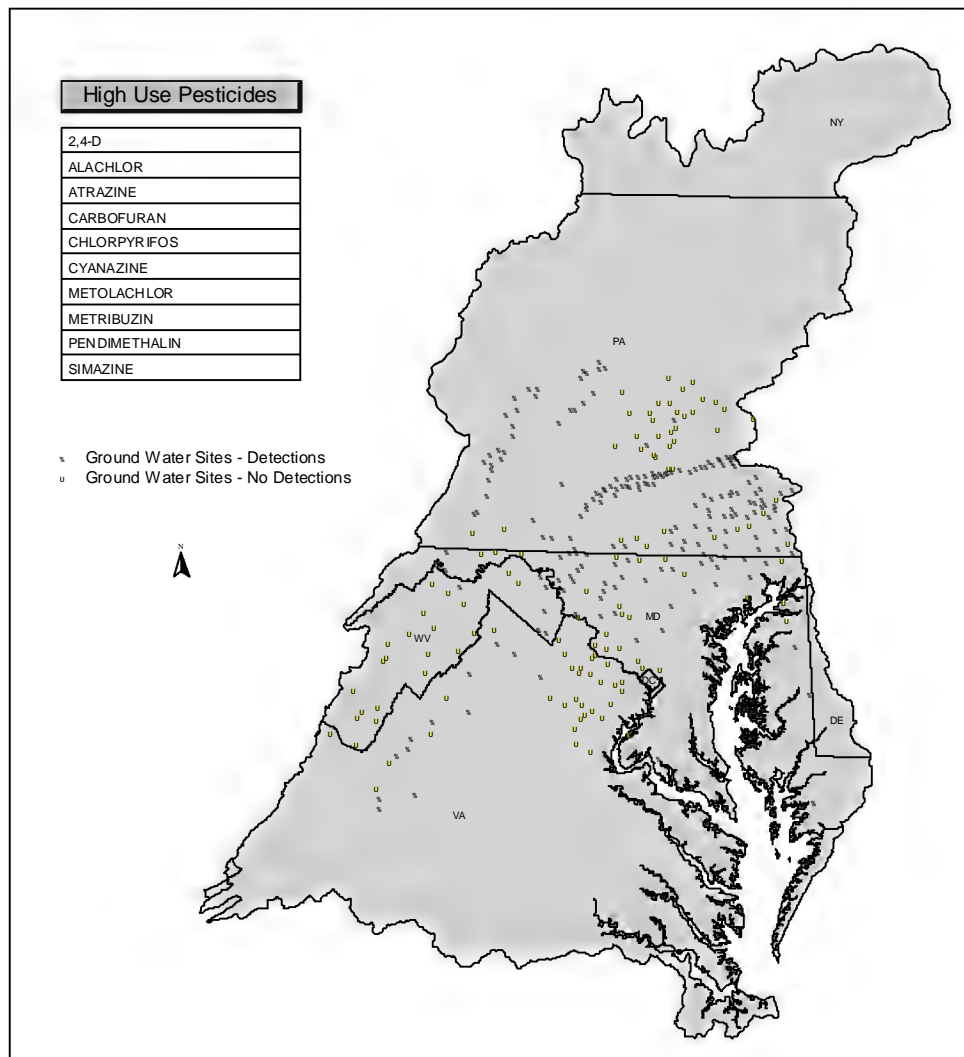 High Use Pesticides
2,4-D
ALACHLOR
ATRAZINE
CARBOFURAN
CHLORPYRIFOS
CYANAZINE
METOLACHLOR
METRIBUZIN
PENDIMETHALIN
SIMAZINE
% Ground Water Sites - Detections
u Ground Water Sites - No Detections
N
NY
PA
MD
WV
DC
DE
VA